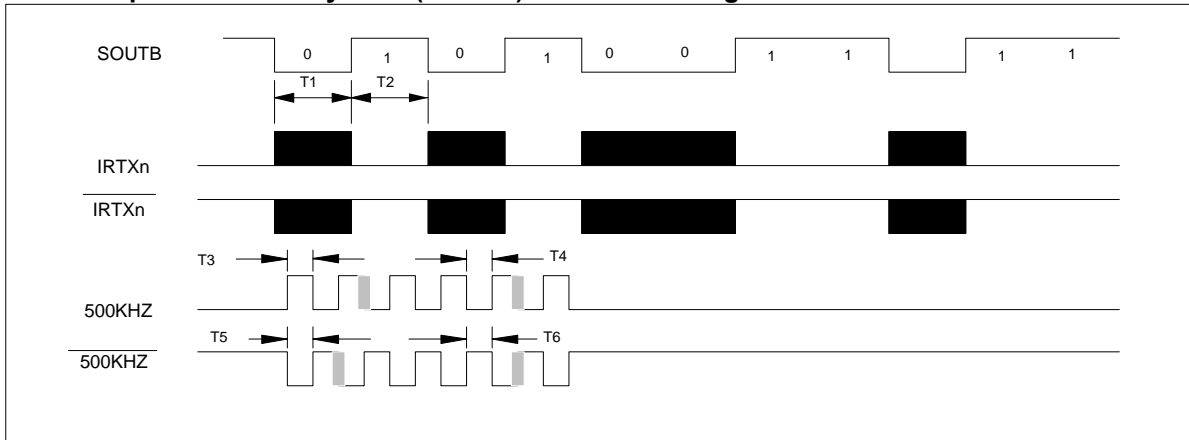 SOUTB
0 1 0 1 0 0 1 1 1 1
T1 T2
IRTXn
IRTXn
T3 T4
500KHZ
T5 T6
500KHZ